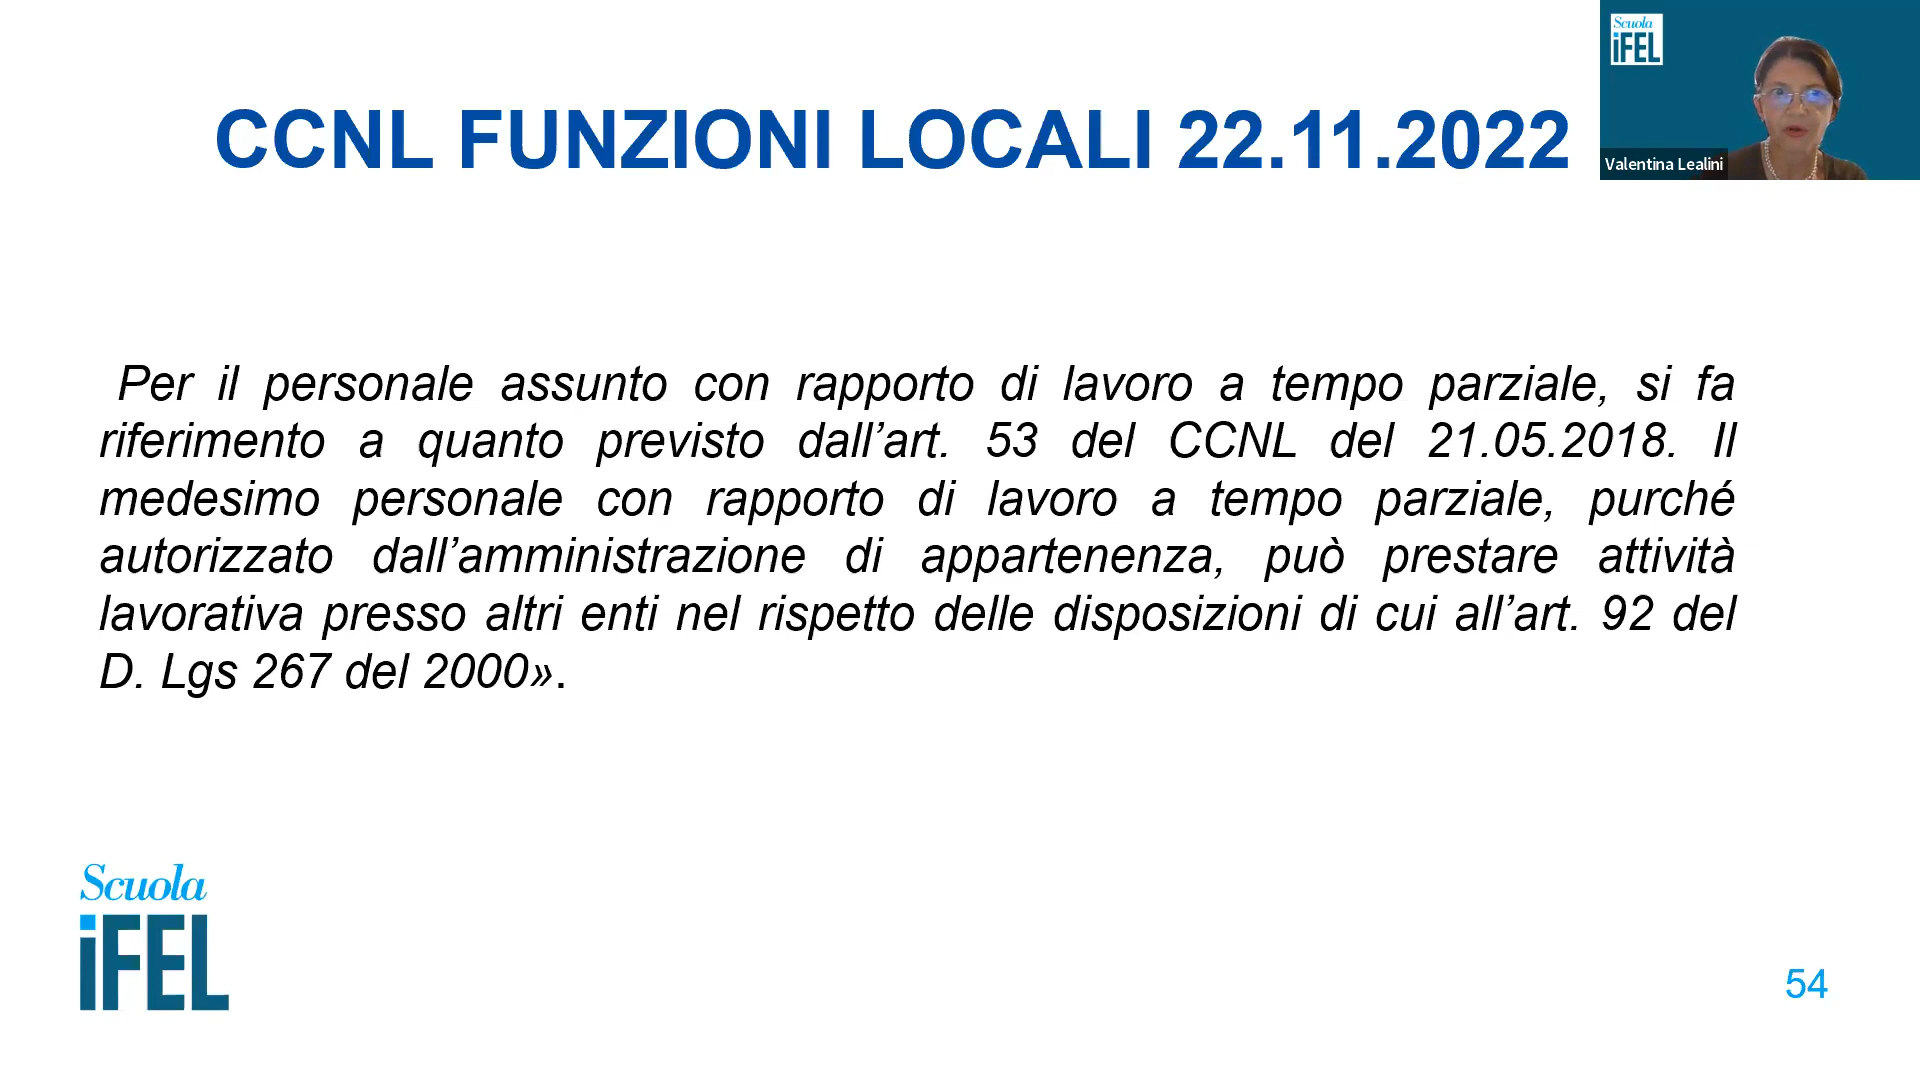 CCNL FUNZIONI LOCALI 22.11.2022
Scuola
iFEL
Valentina Lealini
Per il personale assunto con rapporto di lavoro a tempo parziale, si fa
riferimento a quanto previsto dall’art. 53 del CCNL del 21.05.2018. Il
medesimo personale con rapporto di lavoro a tempo parziale, purché
autorizzato dall’amministrazione di appartenenza, può prestare attività
lavorativa presso altri enti nel rispetto delle disposizioni di cui all’art. 92 del
D. Lgs 267 del 2000».
Scuola
iFEL
54